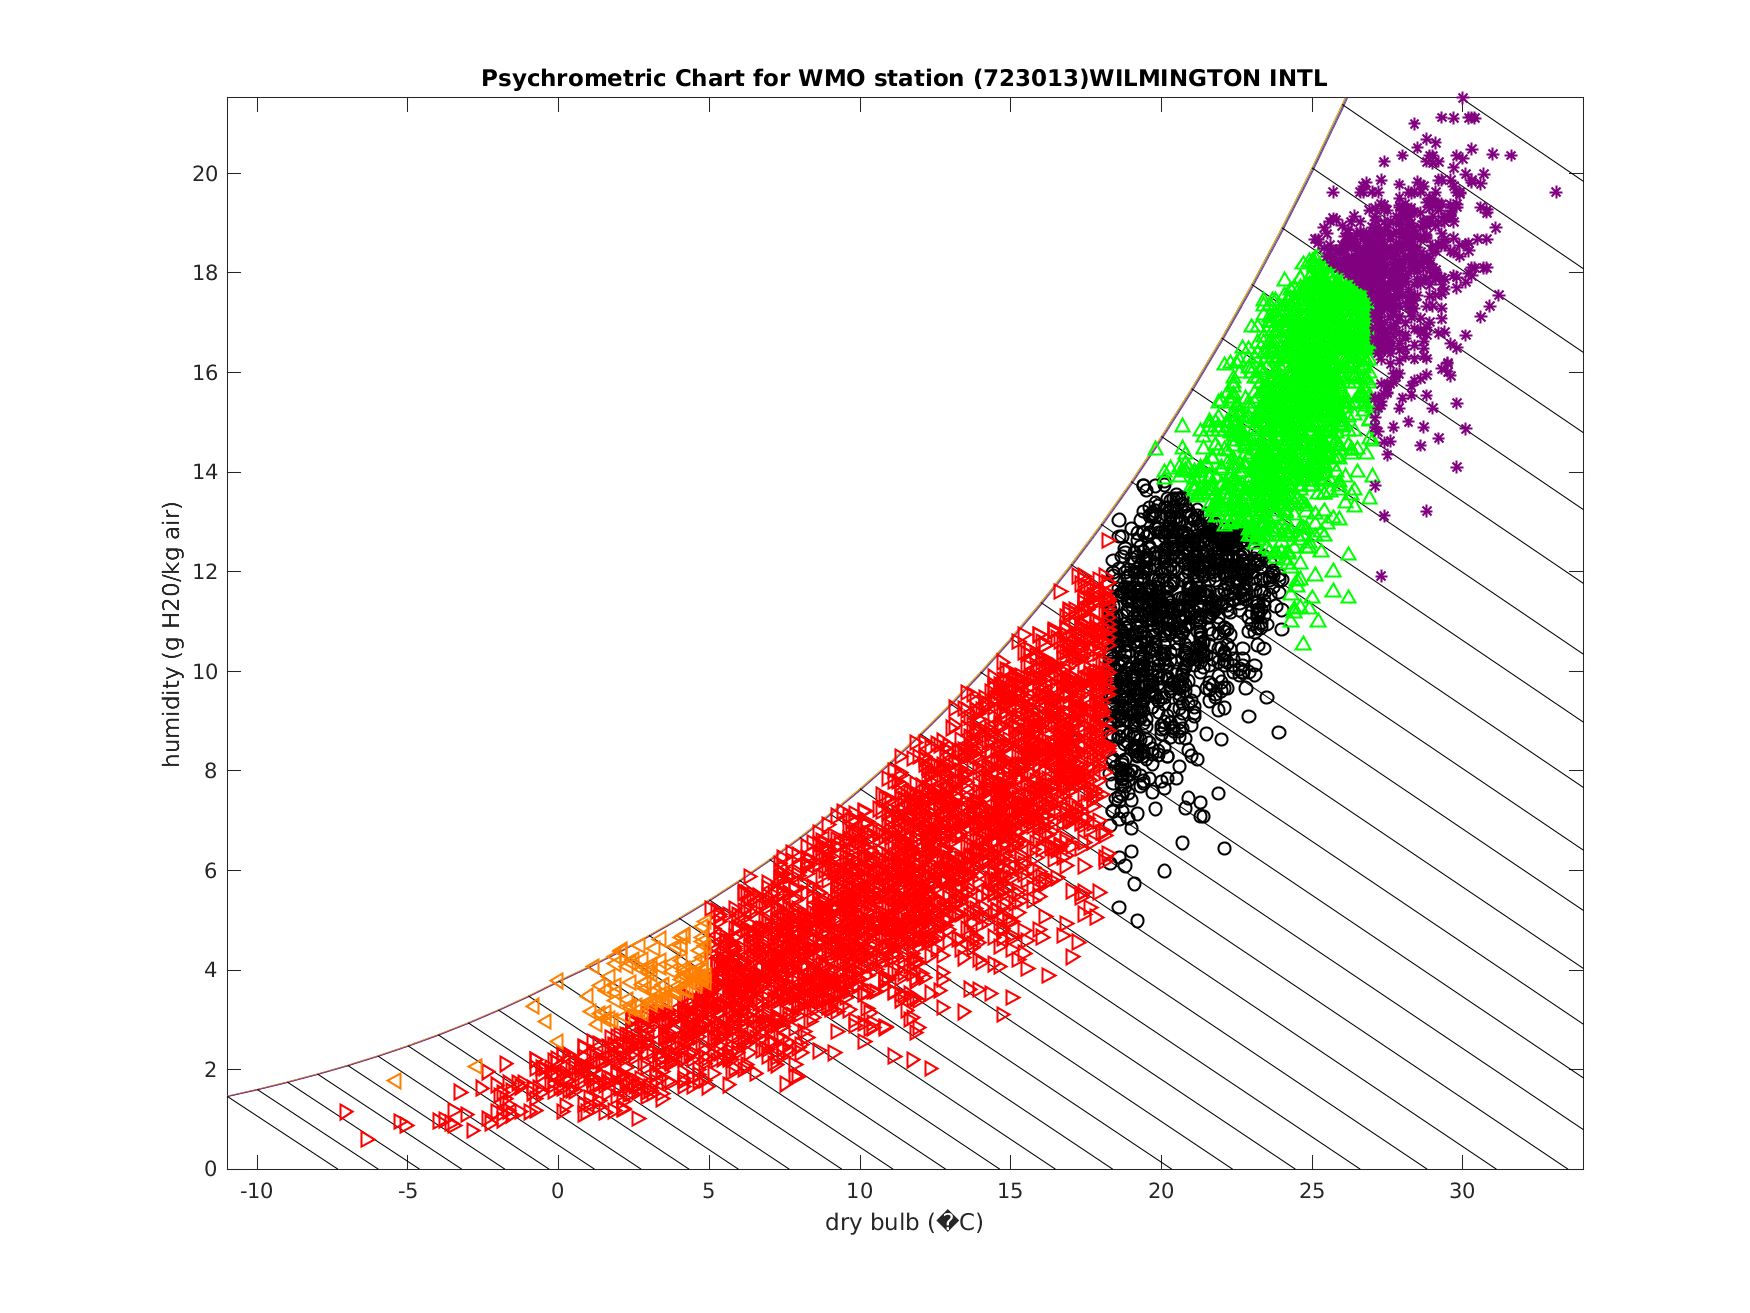 Psychrometric Chart for WMO station (723013)WILMINGTON INTL
humidity (g H20/kg air)
20
18
16
14
12
10
8
6
4
2
0
-10 -5 0 5 10 15 20 25 30
dry bulb (�C)